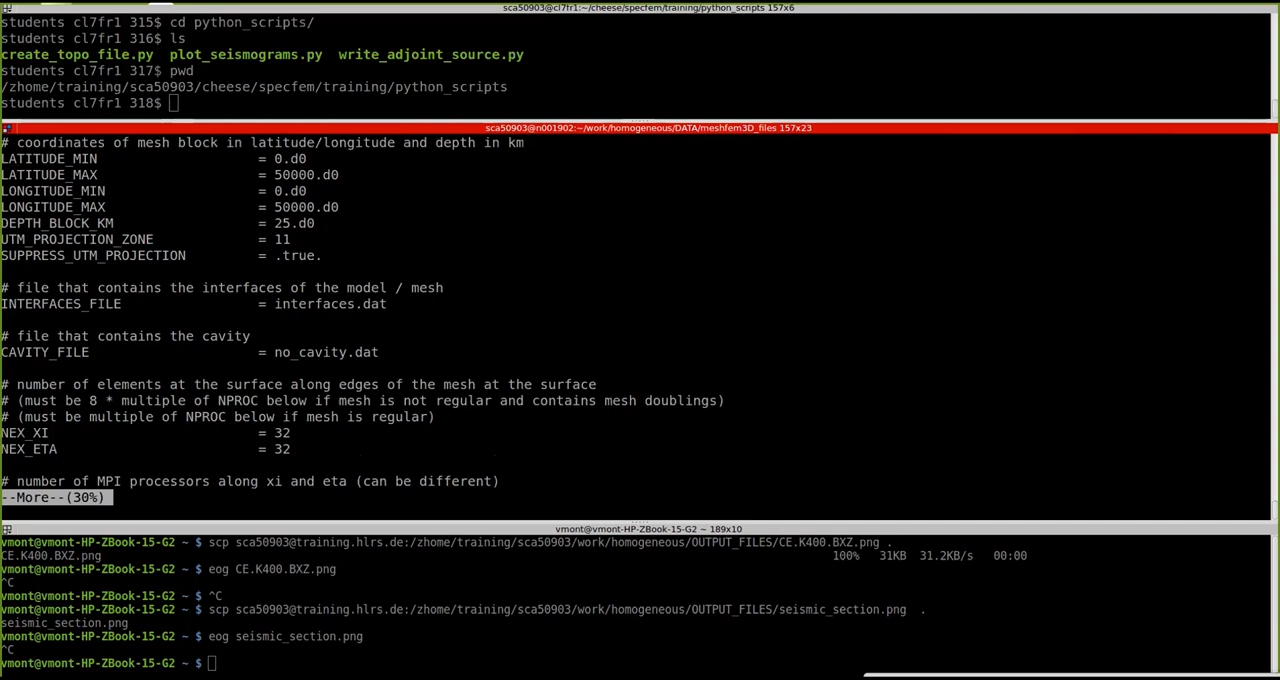 sca50903@cl7fr1:~/cheese/specfem/training/python_scripts 157x6
students cl7fr1 315$ cd python_scripts/
students cl7fr1 316$ ls
create_topo_file.py  plot_seismograms.py  write_adjoint_source.py
students cl7fr1 317$ pwd
/zhome/training/sca50903/cheese/specfem/training/python_scripts
students cl7fr1 318$
sca50903@n001902:~/work/homogeneous/DATA/meshfem3D_files 157x23
# coordinates of mesh block in latitude/longitude and depth in km
LATITUDE_MIN                    = 0.d0
LATITUDE_MAX                    = 50000.d0
LONGITUDE_MIN                   = 0.d0
LONGITUDE_MAX                   = 50000.d0
DEPTH_BLOCK_KM                  = 25.d0
UTM_PROJECTION_ZONE             = 11
SUPPRESS_UTM_PROJECTION         = .true.
# file that contains the interfaces of the model / mesh
INTERFACES_FILE                 = interfaces.dat
# file that contains the cavity
CAVITY_FILE                     = no_cavity.dat
# number of elements at the surface along edges of the mesh at the surface
# (must be 8 * multiple of NPROC below if mesh is not regular and contains mesh doublings)
# (must be multiple of NPROC below if mesh is regular)
NEX_XI                          = 32
NEX_ETA                         = 32
# number of MPI processors along xi and eta (can be different)
--More--(30%)
vmont@vmont-HP-ZBook-15-G2 ~ 189x10
vmont@vmont-HP-ZBook-15-G2 ~ $ scp sca50903@training.hlrs.de:/zhome/training/sca50903/work/homogeneous/OUTPUT_FILES/CE.K400.BXZ.png .
CE.K400.BXZ.png                                        100%   31KB  31.2KB/s   00:00
vmont@vmont-HP-ZBook-15-G2 ~ $ eog CE.K400.BXZ.png
^C
vmont@vmont-HP-ZBook-15-G2 ~ $ ^C
vmont@vmont-HP-ZBook-15-G2 ~ $ scp sca50903@training.hlrs.de:/zhome/training/sca50903/work/homogeneous/OUTPUT_FILES/seismic_section.png  .
seismic_section.png
vmont@vmont-HP-ZBook-15-G2 ~ $ eog seismic_section.png
^C
vmont@vmont-HP-ZBook-15-G2 ~ $